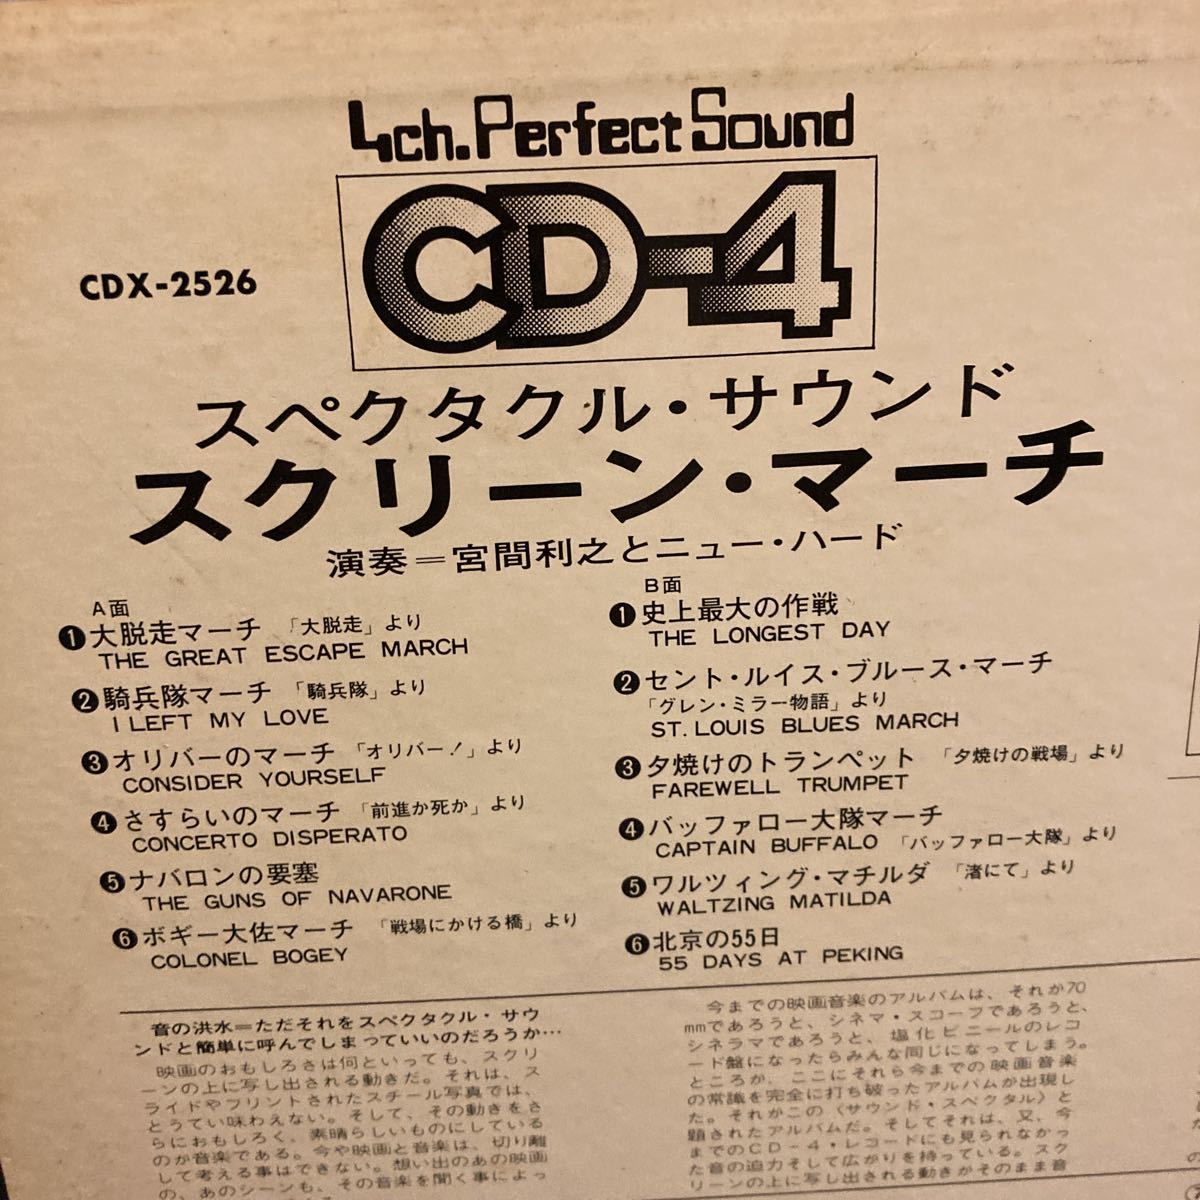 4ch.Perfect Sound
CD-4
CDX-2526
スペクタクル・サウンド
スクリーン・マーチ
演奏＝宮間利之とニュー・ハード
A面
❶大脱走マーチ 「大脱走」より
THE GREAT ESCAPE MARCH
❷騎兵隊マーチ 「騎兵隊」より
I LEFT MY LOVE
❸オリバーのマーチ 「オリバー！」より
CONSIDER YOURSELF
❹さすらいのマーチ 「前進か死か」より
CONCERTO DISPERATO
❺ナバロンの要塞
THE GUNS OF NAVARONE
❻ボギー大佐マーチ 「戦場にかける橋」より
COLONEL BOGEY
B面
❶史上最大の作戦
THE LONGEST DAY
❷セント・ルイス・ブルース・マーチ
「グレン・ミラー物語」より
ST. LOUIS BLUES MARCH
❸夕焼けのトランペット 「夕焼けの戦場」より
FAREWELL TRUMPET
❹バッファロー大隊マーチ
CAPTAIN BUFFALO 「バッファロー大隊」より
❺ワルツィング・マチルダ 「渚にて」より
WALTZING MATILDA
❻北京の55日
55 DAYS AT PEKING
音の洪水＝ただそれをスペクタクル・サウ
ンドと簡単に呼んでしまっていいのだろうか…
映画のおもしろさは何といっても、スクリ
ーンの上に写し出される動きだ。それは、ス
ライドやプリントされたスチール写真では、
とうてい味わえない。そして、その動きをさ
らにおもしろく、素晴らしいものにしている
のが音楽である。今や映画と音楽は、切り離
して考える事はできない。想い出のあの映画
の、あのシーンも、その音楽を聞く事によっ
今までの映画音楽のアルバムは、それが70
mmであろうと、シネマ・スコープであろうと、
シネラマであろうと、塩化ビニールのレコ
ード盤になったらみんな同じになってしまう。
ところが、ここにそれら今までの映画音楽
の常識を完全に打ち破ったアルバムが出現し
た。それがこの〈サウンド・スペクタル〉と
題されたアルバムだ。そしてそれは、又、今
までのCD-4・レコードにも見られなかっ
た音の迫力そして広がりを持っている。スク
リーンの上に写し出される動きがそのまま音